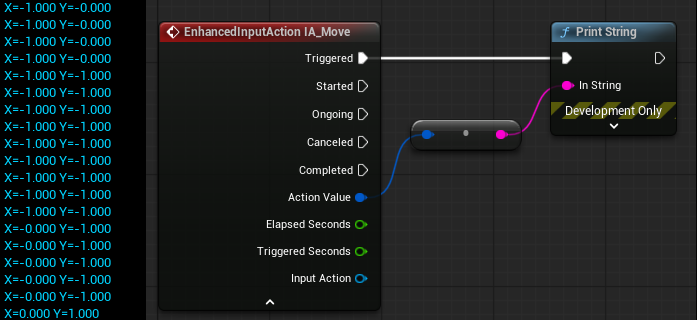 X=-1.000 Y=-0.000
X=-1.000 Y=-0.000
X=-1.000 Y=-0.000
X=-1.000 Y=-0.000
X=-1.000 Y=-0.000
X=-1.000 Y=-1.000
X=-1.000 Y=-1.000
X=-1.000 Y=-1.000
X=-1.000 Y=-1.000
X=-1.000 Y=-1.000
X=-1.000 Y=-1.000
X=-1.000 Y=-1.000
X=-1.000 Y=-1.000
X=-0.000 Y=-1.000
X=-0.000 Y=-1.000
X=-0.000 Y=-1.000
X=-0.000 Y=-1.000
X=-0.000 Y=-1.000
X=0.000 Y=1.000
EnhancedInputAction IA_Move
Triggered
Started
Ongoing
Canceled
Completed
Action Value
Elapsed Seconds
Triggered Seconds
Input Action
f Print String
In String
Development Only